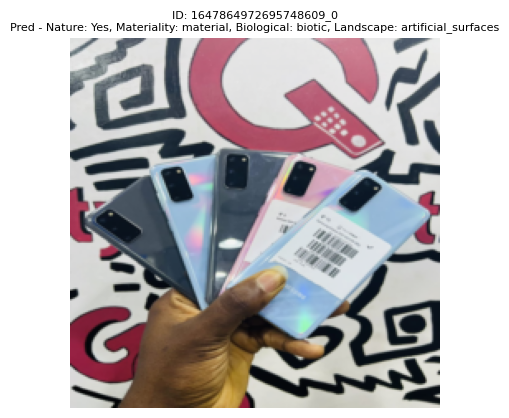 ID: 1647864972695748609_0
Pred - Nature: Yes, Materiality: material, Biological: biotic, Landscape: artificial_surfaces